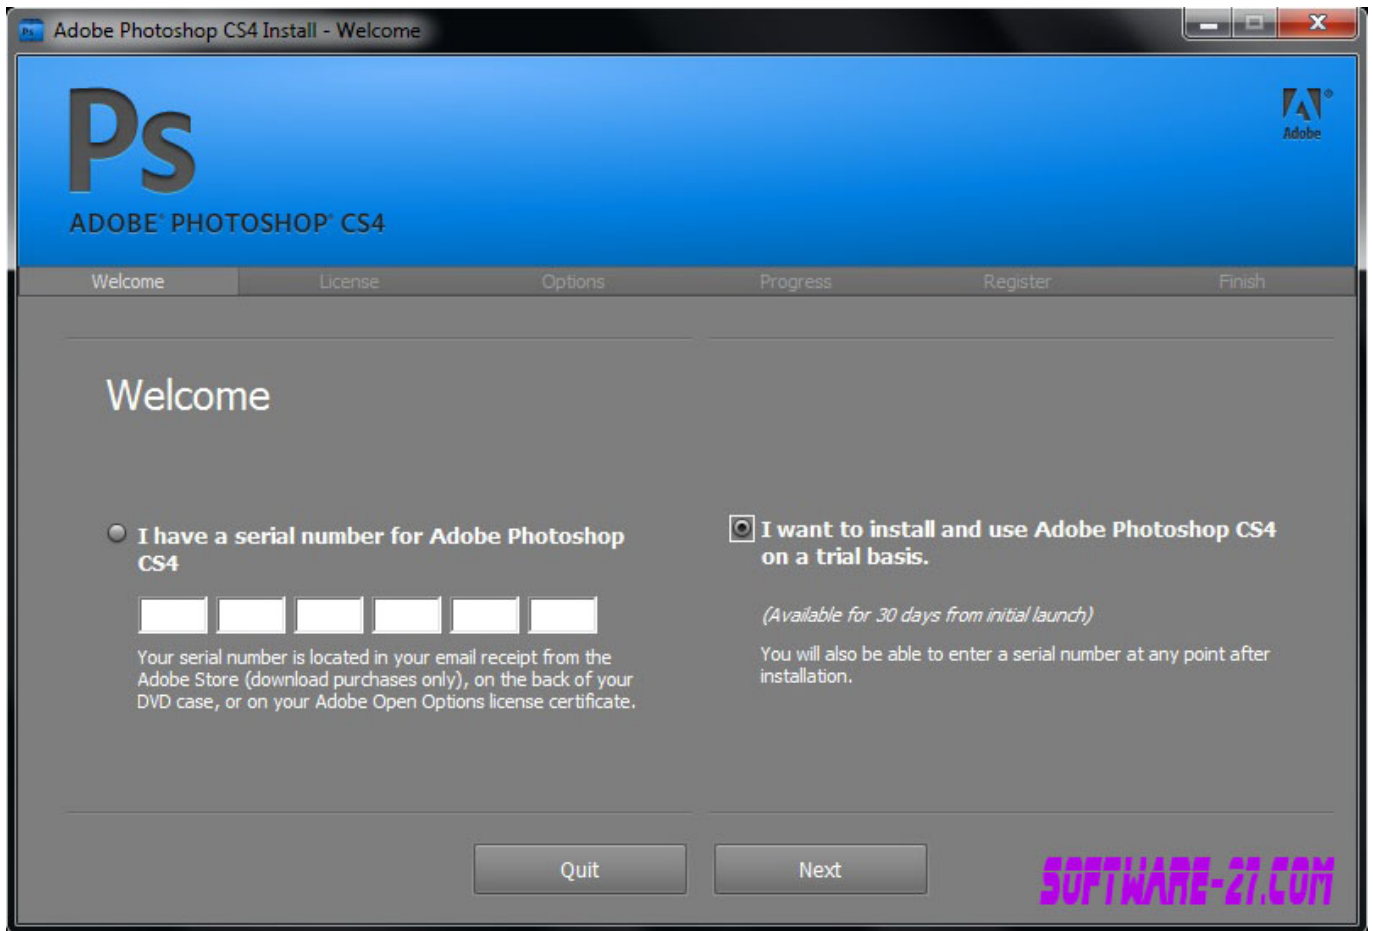 Adobe Photoshop CS4 Install - Welcome
Ps
ADOBE® PHOTOSHOP® CS4
Adobe®
Welcome
License
Options
Progress
Register
Finish
Welcome
I have a serial number for Adobe Photoshop
CS4
Your serial number is located in your email receipt from the
Adobe Store (download purchases only), on the back of your
DVD case, or on your Adobe Open Options license certificate.
I want to install and use Adobe Photoshop CS4
on a trial basis.
(Available for 30 days from initial launch)
You will also be able to enter a serial number at any point after
installation.
Quit
Next
SOFTWARE-27.COM